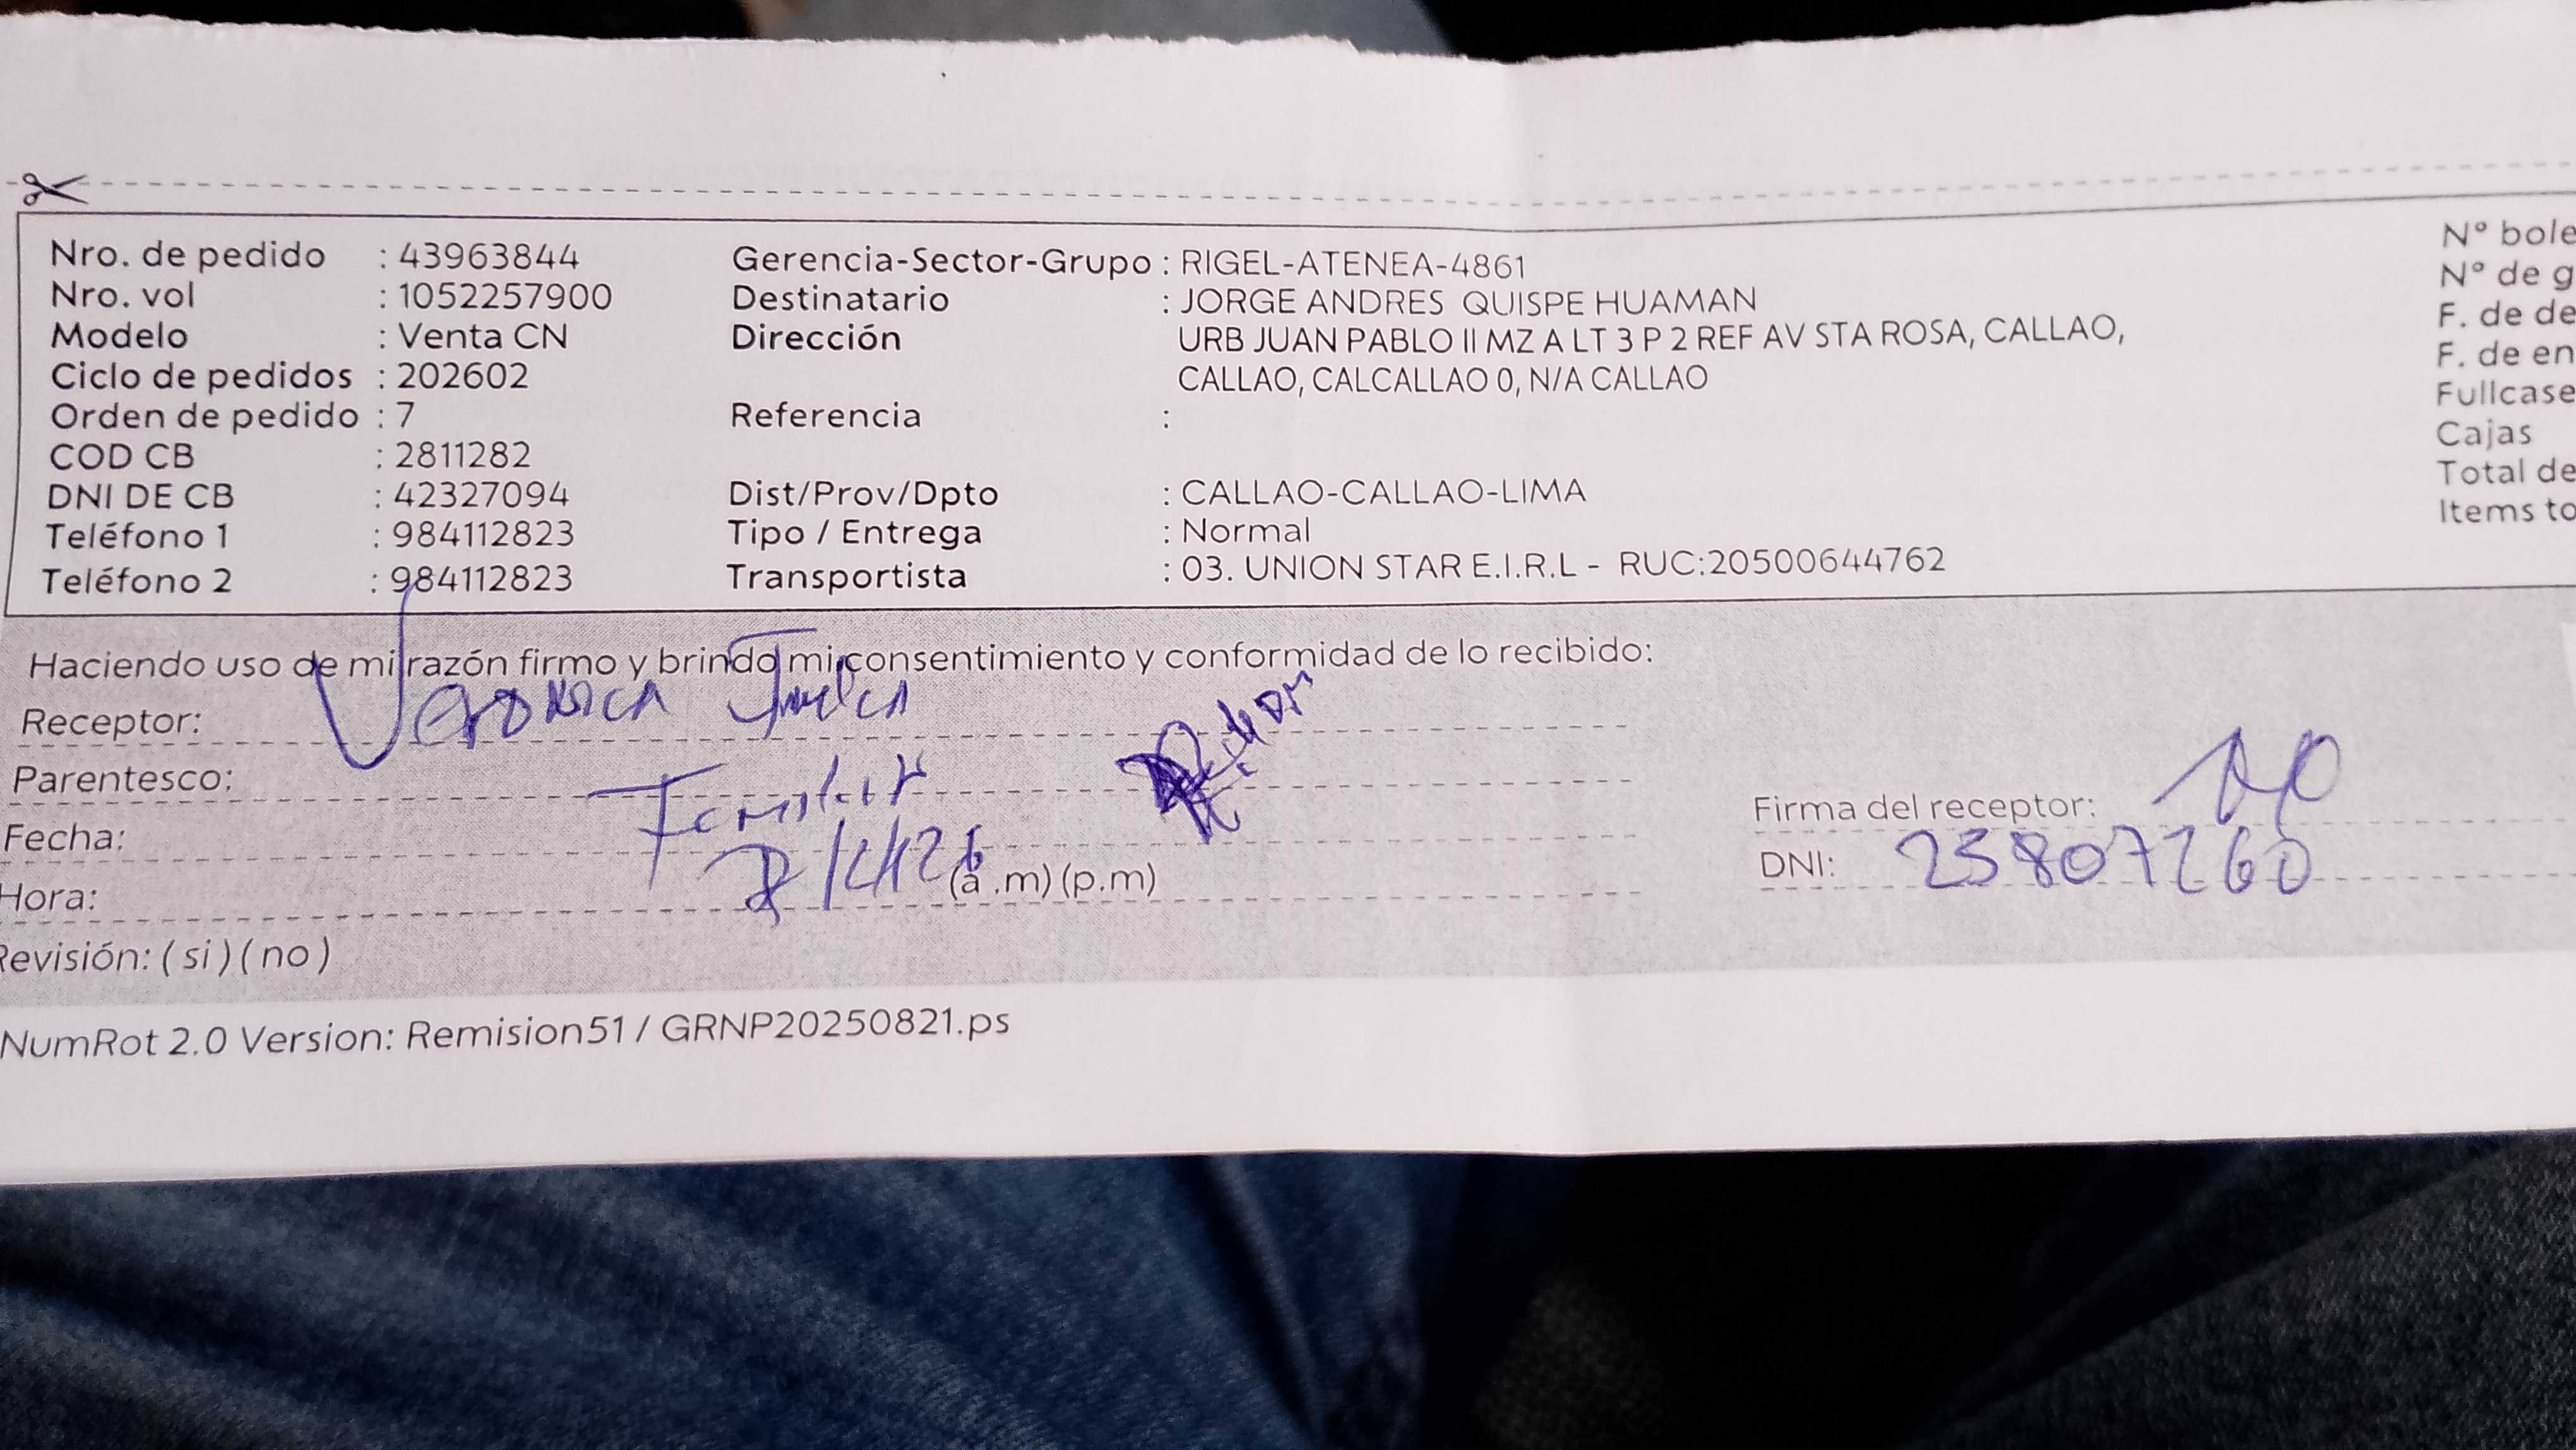 Nro. de pedido : 43963844
Nro. vol : 1052257900
Modelo : Venta CN
Ciclo de pedidos : 202602
Orden de pedido : 7
COD CB : 2811282
DNI DE CB : 42327094
Teléfono 1 : 984112823
Teléfono 2 : 984112823
Gerencia-Sector-Grupo : RIGEL-ATENEA-4861
Destinatario : JORGE ANDRES QUISPE HUAMAN
Dirección URB JUAN PABLO II MZ A LT 3 P 2 REF AV STA ROSA, CALLAO,
CALLAO, CALCALLAO 0, N/A CALLAO
Referencia :
Dist/Prov/Dpto : CALLAO-CALLAO-LIMA
Tipo / Entrega : Normal
Transportista : 03. UNION STAR E.I.R.L - RUC:20500644762
Nº bole
Nº de g
F. de de
F. de en
Fullcase
Cajas
Total de
Items to
Haciendo uso de mi razón firmo y brindo mi consentimiento y conformidad de lo recibido:
Receptor: Veronica
Parentesco:
Fecha:
Hora: (a .m) (p.m)
Revisión: ( si ) ( no )
Firma del receptor:
DNI: 25807260
NumRot 2.0 Version: Remision51 / GRNP20250821.ps